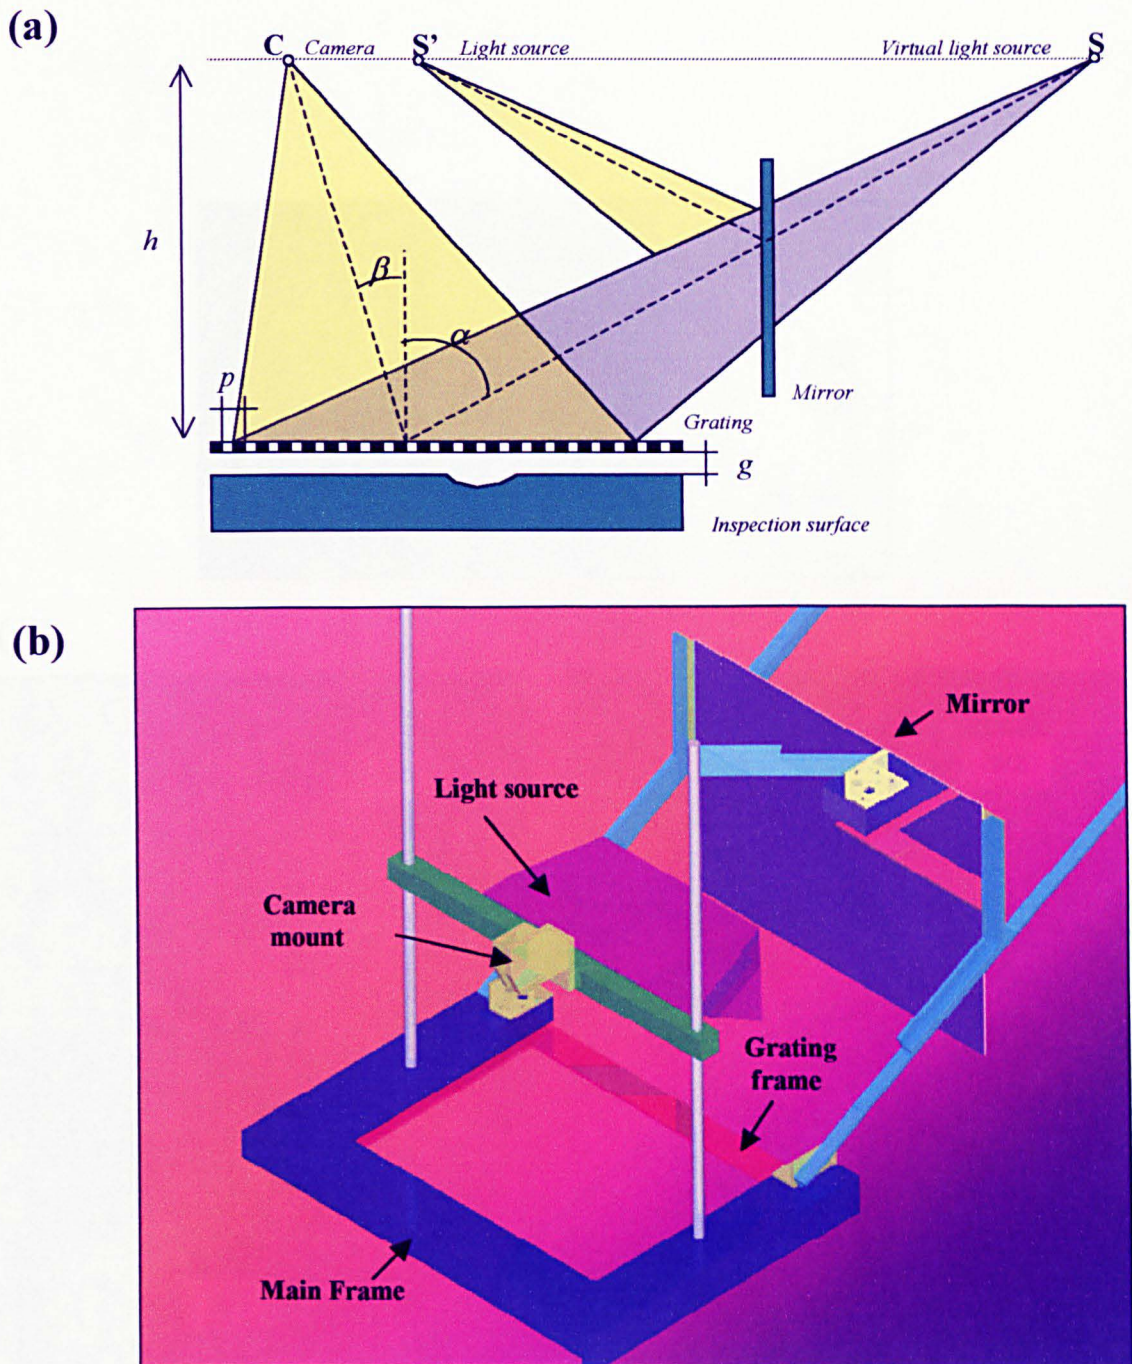 (a)
C Camera S' Light source Virtual light source S
h
β
α
p
Mirror
Grating
g
Inspection surface
(b)
Mirror
Light source
Camera
mount
Grating
frame
Main Frame